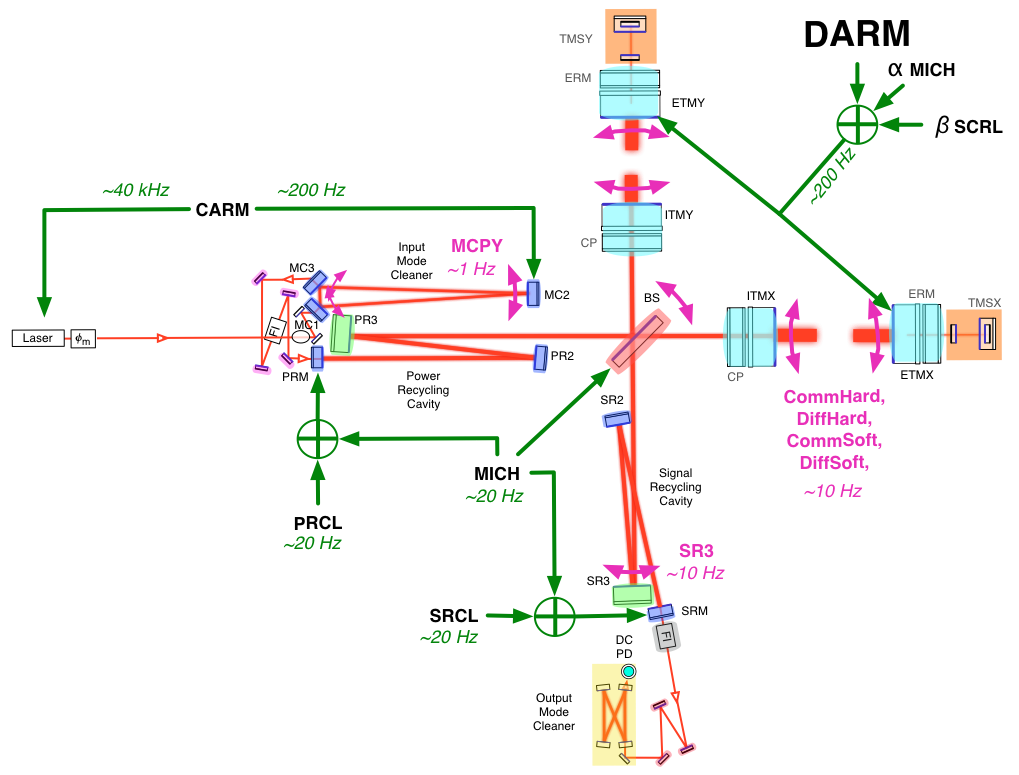 TMSY
DARM
ERM
α MICH
ETMY
β SCRL
~200 Hz
~40 kHz
~200 Hz
CARM
ITMY
CP
Input
Mode
Cleaner
MCPY
~1 Hz
MC3
MC2
BS
ITMX
ERM
TMSX
Laser
ϕm
FI
MC1
PR3
PR2
PRM
CP
ETMX
Power
Recycling
Cavity
CommHard,
DiffHard,
CommSoft,
DiffSoft,
~10 Hz
SR2
MICH
~20 Hz
Signal
Recycling
Cavity
PRCL
~20 Hz
SR3
~10 Hz
SR3
SRM
SRCL
~20 Hz
FI
DC
PD
Output
Mode
Cleaner